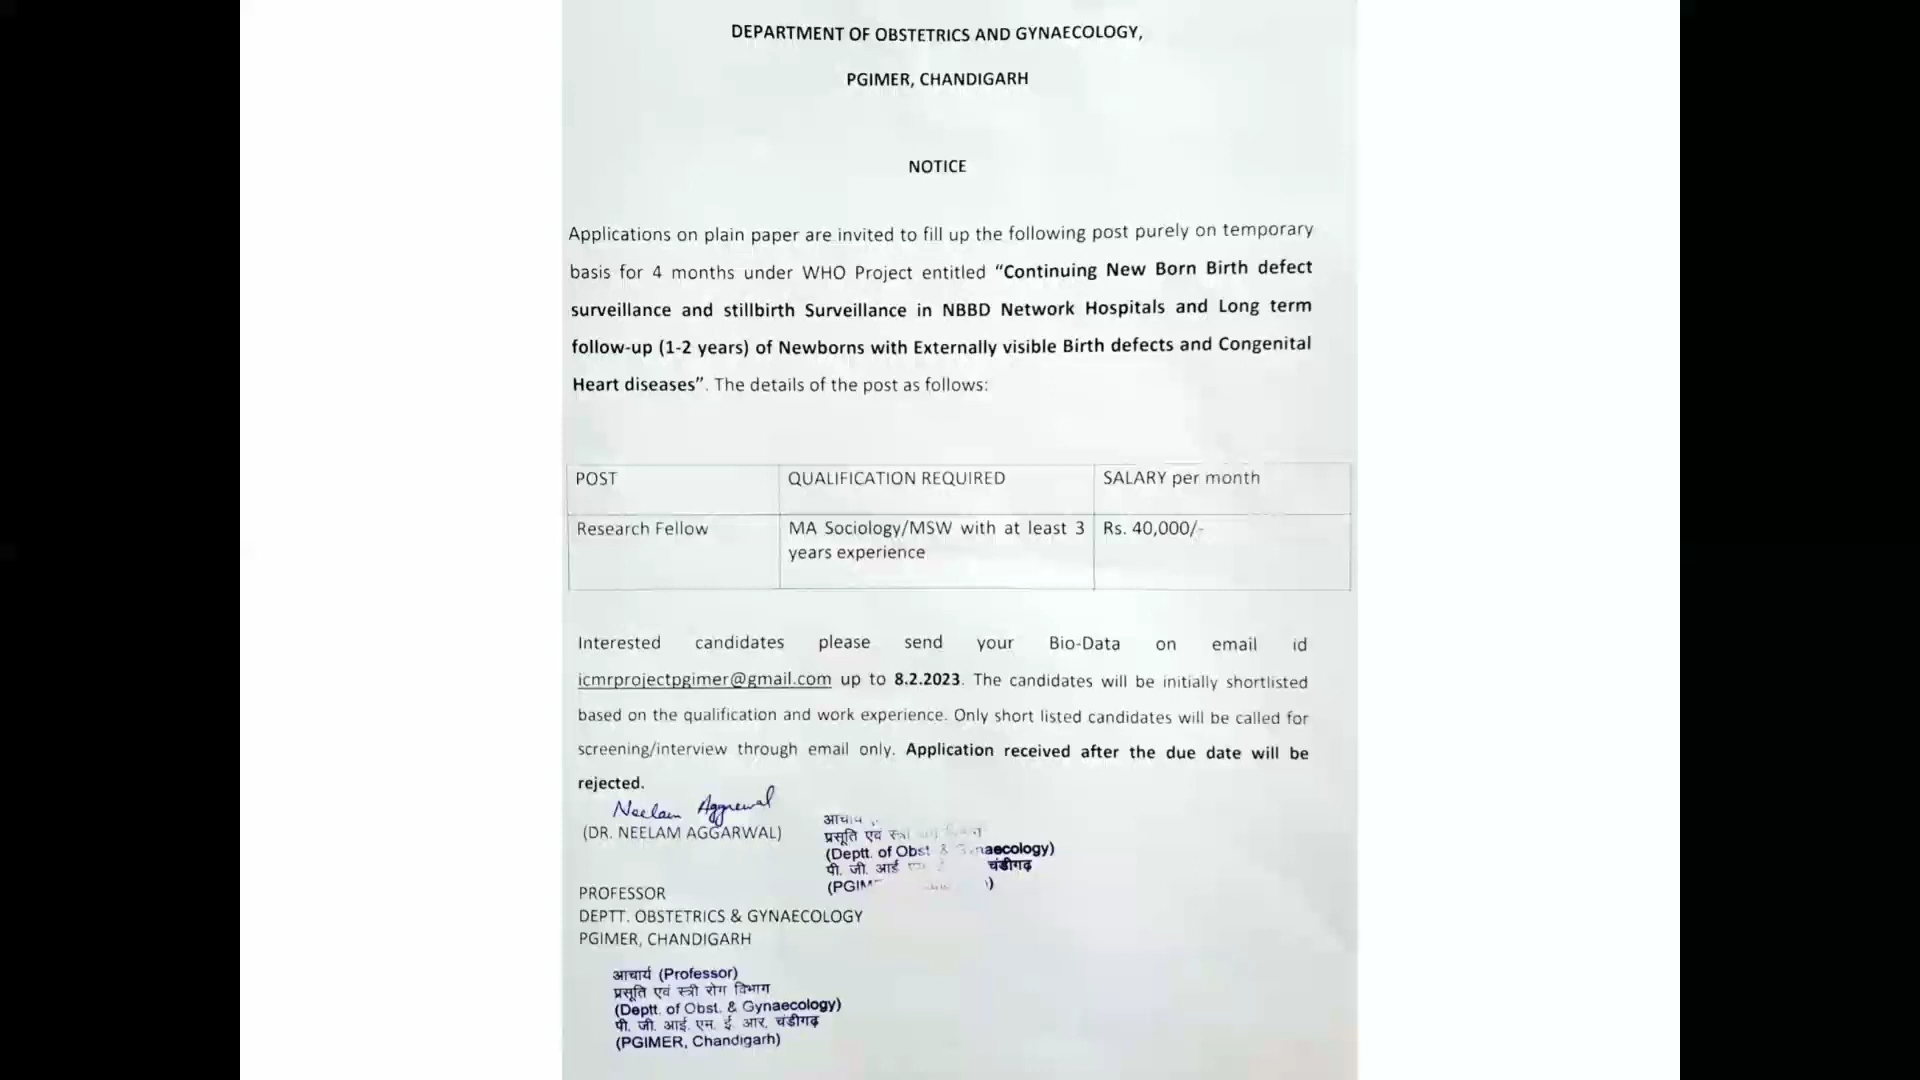 DEPARTMENT OF OBSTETRICS AND GYNAECOLOGY,
PGIMER, CHANDIGARH
NOTICE
Applications on plain paper are invited to fill up the following post purely on temporary
basis for 4 months under WHO Project entitled “Continuing New Born Birth defect
surveillance and stillbirth Surveillance in NBBD Network Hospitals and Long term
follow-up (1-2 years) of Newborns with Externally visible Birth defects and Congenital
Heart diseases”. The details of the post as follows:
POST QUALIFICATION REQUIRED SALARY per month
Research Fellow MA Sociology/MSW with at least 3 Rs. 40,000/-
years experience
Interested candidates please send your Bio-Data on email id
icmrprojectpgimer@gmail.com up to 8.2.2023. The candidates will be initially shortlisted
based on the qualification and work experience. Only short listed candidates will be called for
screening/interview through email only. Application received after the due date will be
rejected.
Neelam Aggrewal
(DR. NEELAM AGGARWAL)
प्रसूति एवं
(Deptt. of Obst. &
पी. जी. आई चंडीगढ़
PROFESSOR
DEPTT. OBSTETRICS & GYNAECOLOGY
PGIMER, CHANDIGARH
आचार्य (Professor)
प्रसूति एवं स्त्री रोग विभाग
(Deptt. of Obst. & Gynaecology)
पी. जी. आई. एम. ई. आर. चंडीगढ़
(PGIMER, Chandigarh)